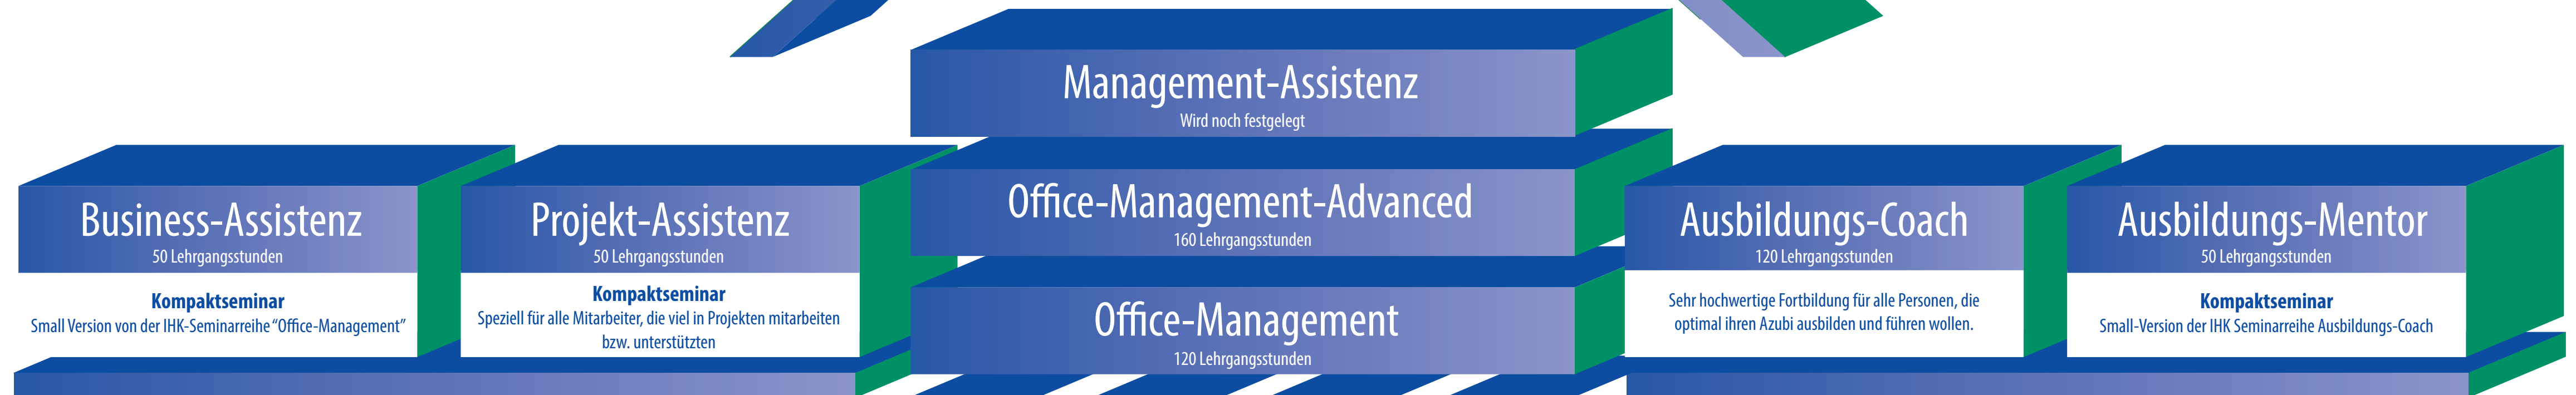 Management-Assistenz
Wird noch festgelegt
Office-Management-Advanced
160 Lehrgangsstunden
Office-Management
120 Lehrgangsstunden
Business-Assistenz
50 Lehrgangsstunden
Kompaktseminar
Small Version von der IHK-Seminarreihe “Office-Management”
Projekt-Assistenz
50 Lehrgangsstunden
Kompaktseminar
Speziell für alle Mitarbeiter, die viel in Projekten mitarbeiten
bzw. unterstützten
Ausbildungs-Coach
120 Lehrgangsstunden
Sehr hochwertige Fortbildung für alle Personen, die
optimal ihren Azubi ausbilden und führen wollen.
Ausbildungs-Mentor
50 Lehrgangsstunden
Kompaktseminar
Small-Version der IHK Seminarreihe Ausbildungs-Coach